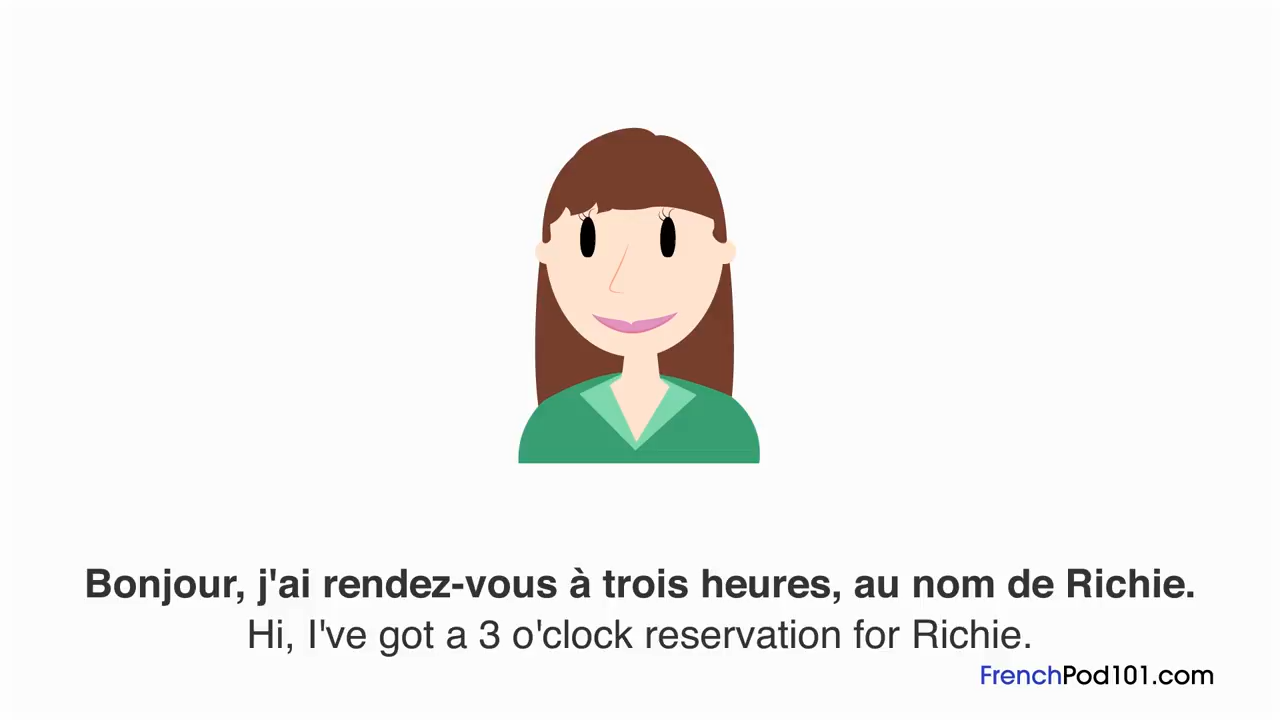 Bonjour, j'ai rendez-vous à trois heures, au nom de Richie.
Hi, I've got a 3 o'clock reservation for Richie.
FrenchPod101.com